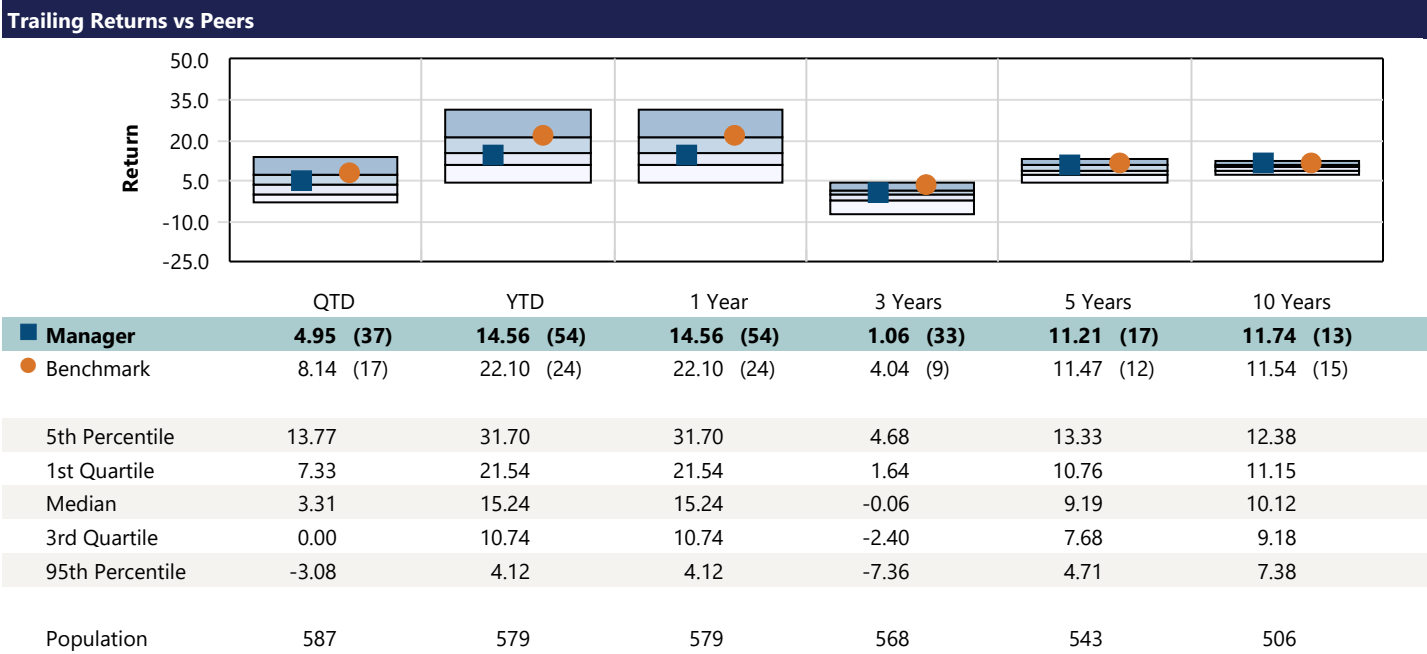 Trailing Returns vs Peers
50.0
35.0
20.0
5.0
-10.0
-25.0
Return
QTD YTD 1 Year 3 Years 5 Years 10 Years
Manager 4.95 (37) 14.56 (54) 14.56 (54) 1.06 (33) 11.21 (17) 11.74 (13)
Benchmark 8.14 (17) 22.10 (24) 22.10 (24) 4.04 (9) 11.47 (12) 11.54 (15)
5th Percentile 13.77 31.70 31.70 4.68 13.33 12.38
1st Quartile 7.33 21.54 21.54 1.64 10.76 11.15
Median 3.31 15.24 15.24 -0.06 9.19 10.12
3rd Quartile 0.00 10.74 10.74 -2.40 7.68 9.18
95th Percentile -3.08 4.12 4.12 -7.36 4.71 7.38
Population 587 579 579 568 543 506